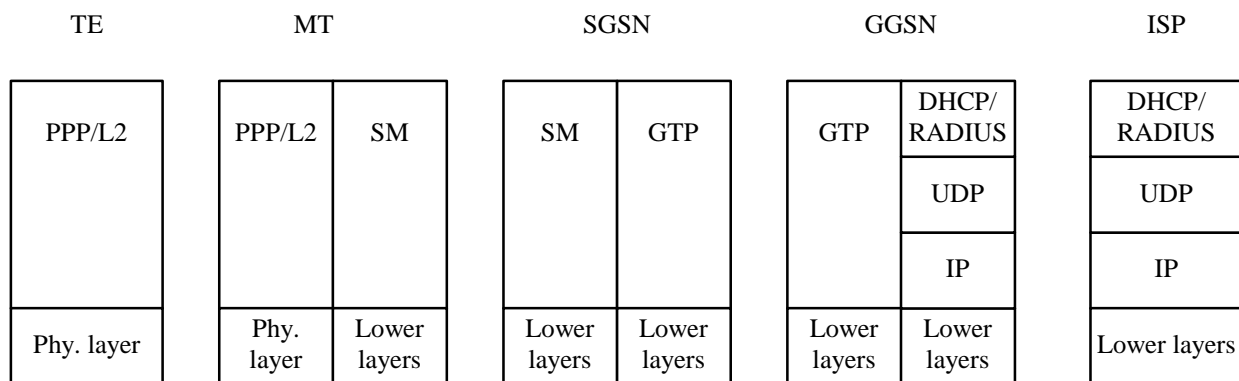 TE MT SGSN GGSN ISP
PPP/L2 PPP/L2 SM SM GTP GTP DHCP/ DHCP/
RADIUS RADIUS
UDP UDP
IP IP
Phy. layer Phy. Lower Lower Lower Lower Lower Lower layers
layer layers layers layers layers layers